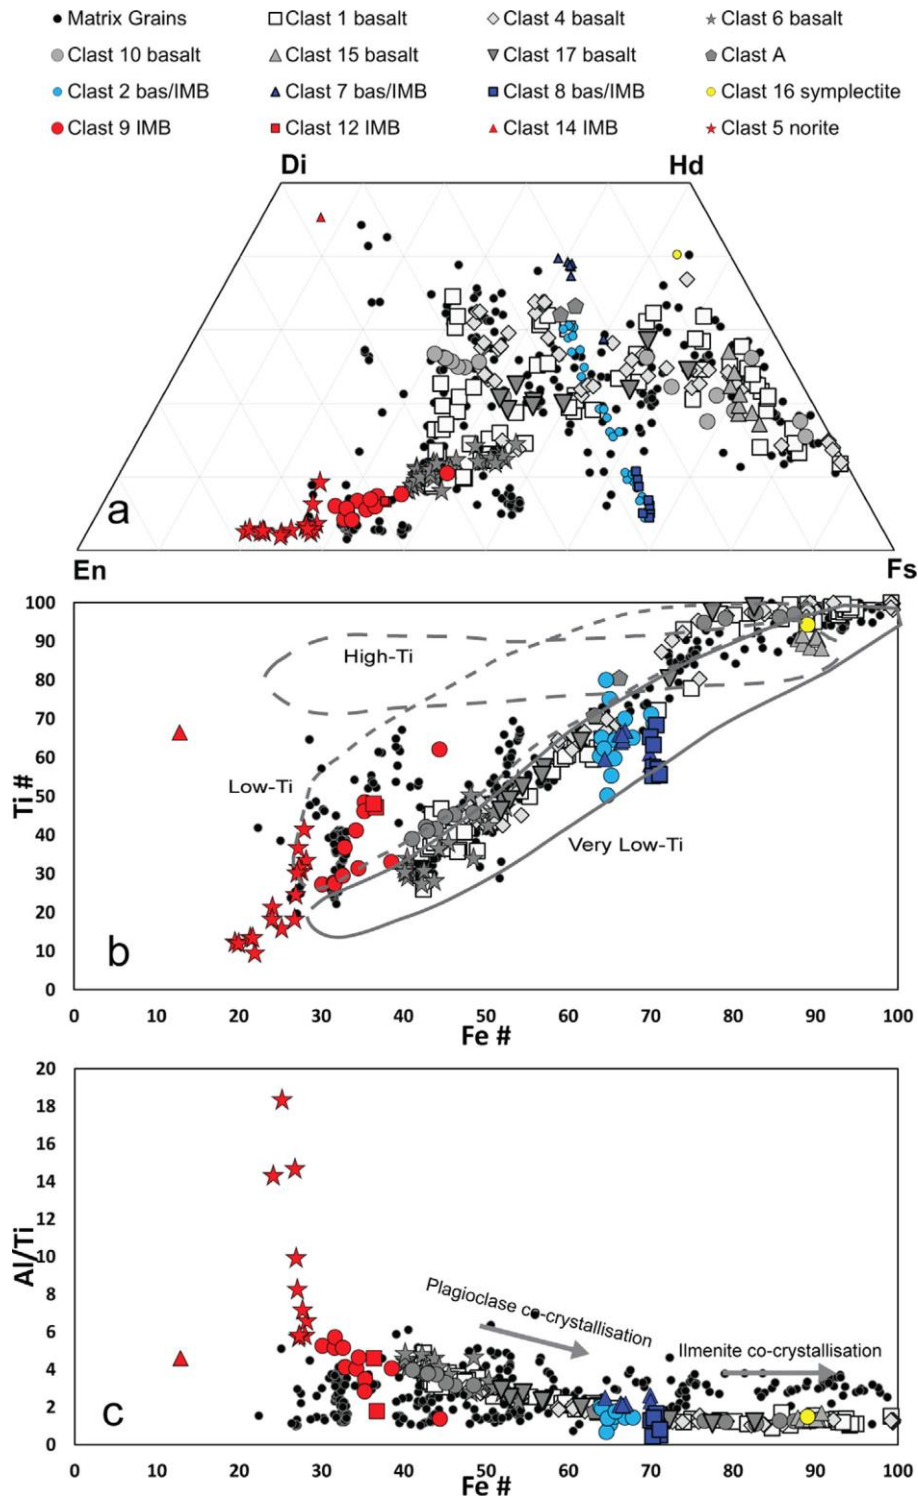 Matrix Grains
Clast 1 basalt
Clast 4 basalt
Clast 6 basalt
Clast 10 basalt
Clast 15 basalt
Clast 17 basalt
Clast A
Clast 2 bas/IMB
Clast 7 bas/IMB
Clast 8 bas/IMB
Clast 16 symplectite
Clast 9 IMB
Clast 12 IMB
Clast 14 IMB
Clast 5 norite
Di
Hd
a
En
Fs
100
90
80
70
60
50
40
30
20
10
0
Ti #
High-Ti
Low-Ti
Very Low-Ti
b
0
10
20
30
40
50
60
70
80
90
100
Fe #
20
18
16
14
12
10
8
6
4
2
0
Al/Ti
Plagioclase co-crystallisation
Ilmenite co-crystallisation
c
0
10
20
30
40
50
60
70
80
90
100
Fe #